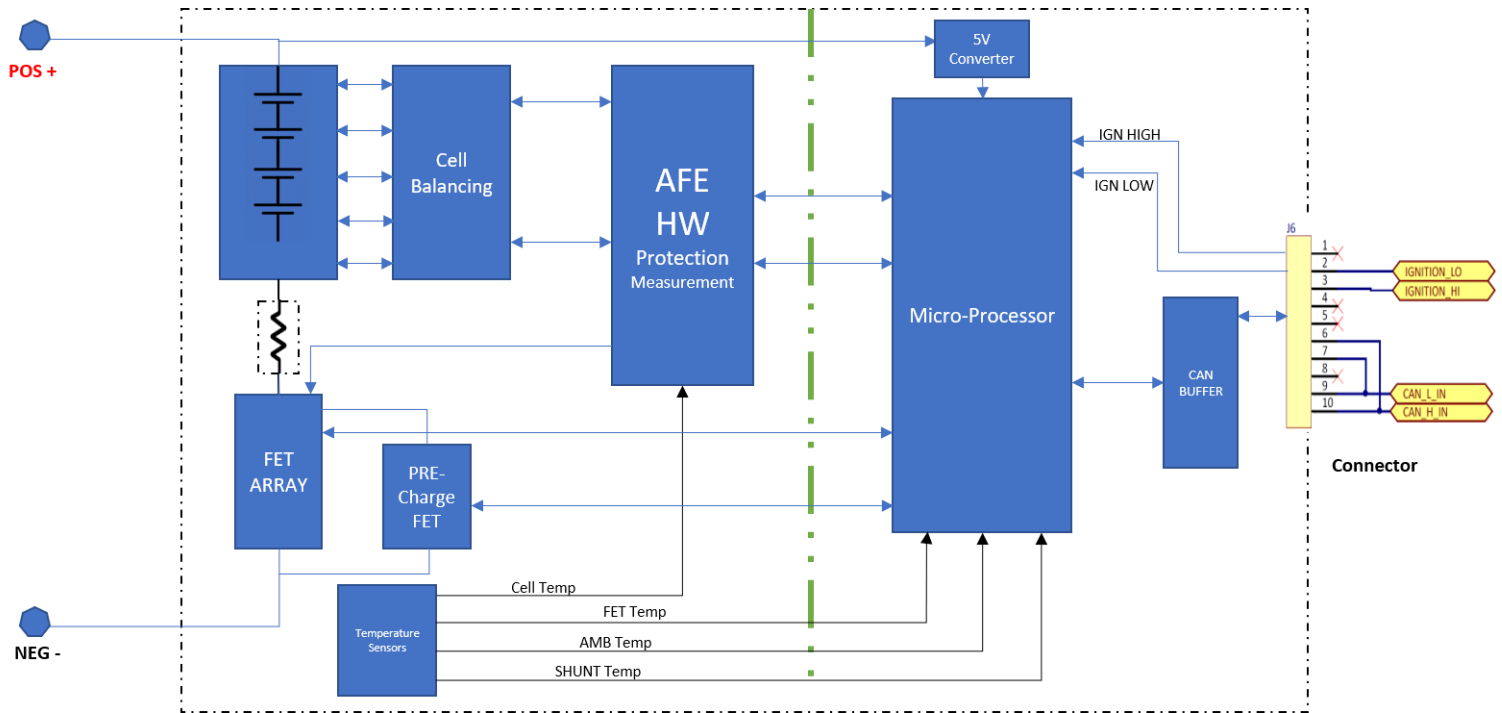 POS +
5V
Converter
Cell
Balancing
AFE
HW
Protection
Measurement
Micro-Processor
IGN HIGH
IGN LOW
J6
1
2
3
4
5
6
7
8
9
10
IGNITION_LO
IGNITION_HI
CAN_L_IN
CAN_H_IN
CAN
BUFFER
Connector
FET
ARRAY
PRE-
Charge
FET
Temperature
Sensors
Cell Temp
FET Temp
AMB Temp
SHUNT Temp
NEG -